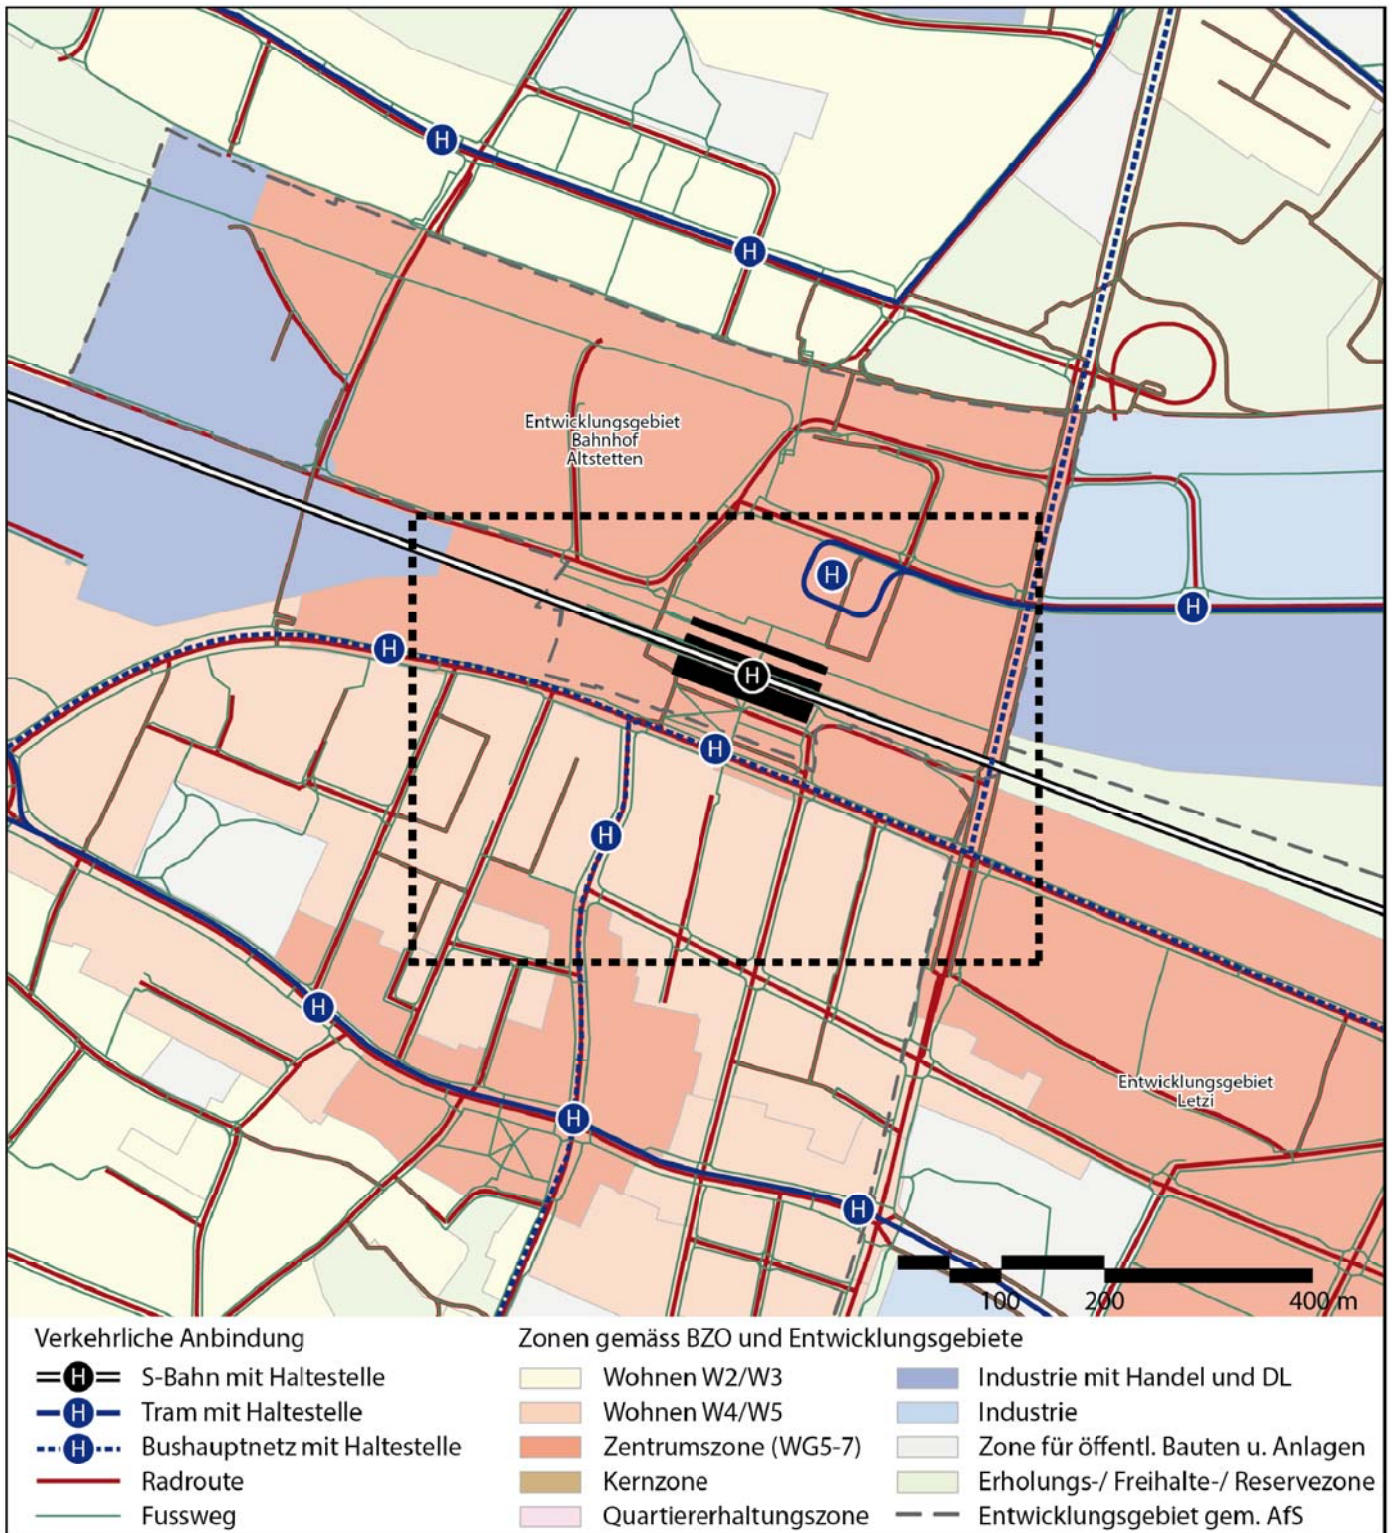 H
H
Entwicklungsgebiet
Bahnhof
Altstetten
H
H
H
H
H
H
H
Entwicklungsgebiet
Letzi
H
H
100 200 400 m
Verkehrliche Anbindung
H S-Bahn mit Haltestelle
H Tram mit Haltestelle
H Bushauptnetz mit Haltestelle
Radroute
Fussweg
Zonen gemäss BZO und Entwicklungsgebiete
Wohnen W2/W3
Wohnen W4/W5
Zentrumszone (WG5-7)
Kernzone
Quartiererhaltungszone
Industrie mit Handel und DL
Industrie
Zone für öffentl. Bauten u. Anlagen
Erholungs-/ Freihalte-/ Reservezone
Entwicklungsgebiet gem. AfS